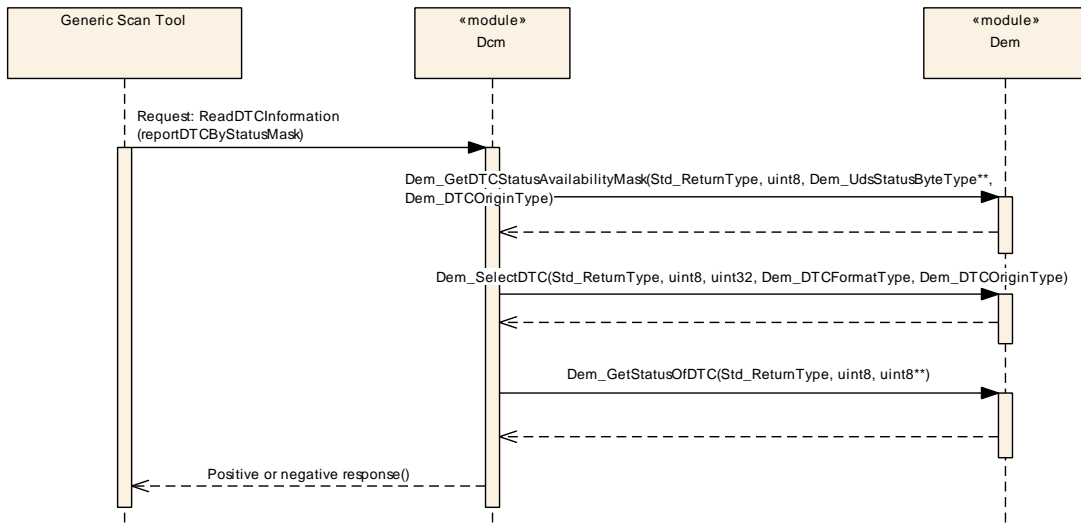 Generic Scan Tool
«module»
Dcm
«module»
Dem
Request: ReadDTCInformation
(reportDTCByStatusMask)
Dem_GetDTCStatusAvailabilityMask(Std_ReturnType, uint8, Dem_UdsStatusByteType**,
Dem_DTCOriginType)
Dem_SelectDTC(Std_ReturnType, uint8, uint32, Dem_DTCFormatType, Dem_DTCOriginType)
Dem_GetStatusOfDTC(Std_ReturnType, uint8, uint8**)
Positive or negative response()